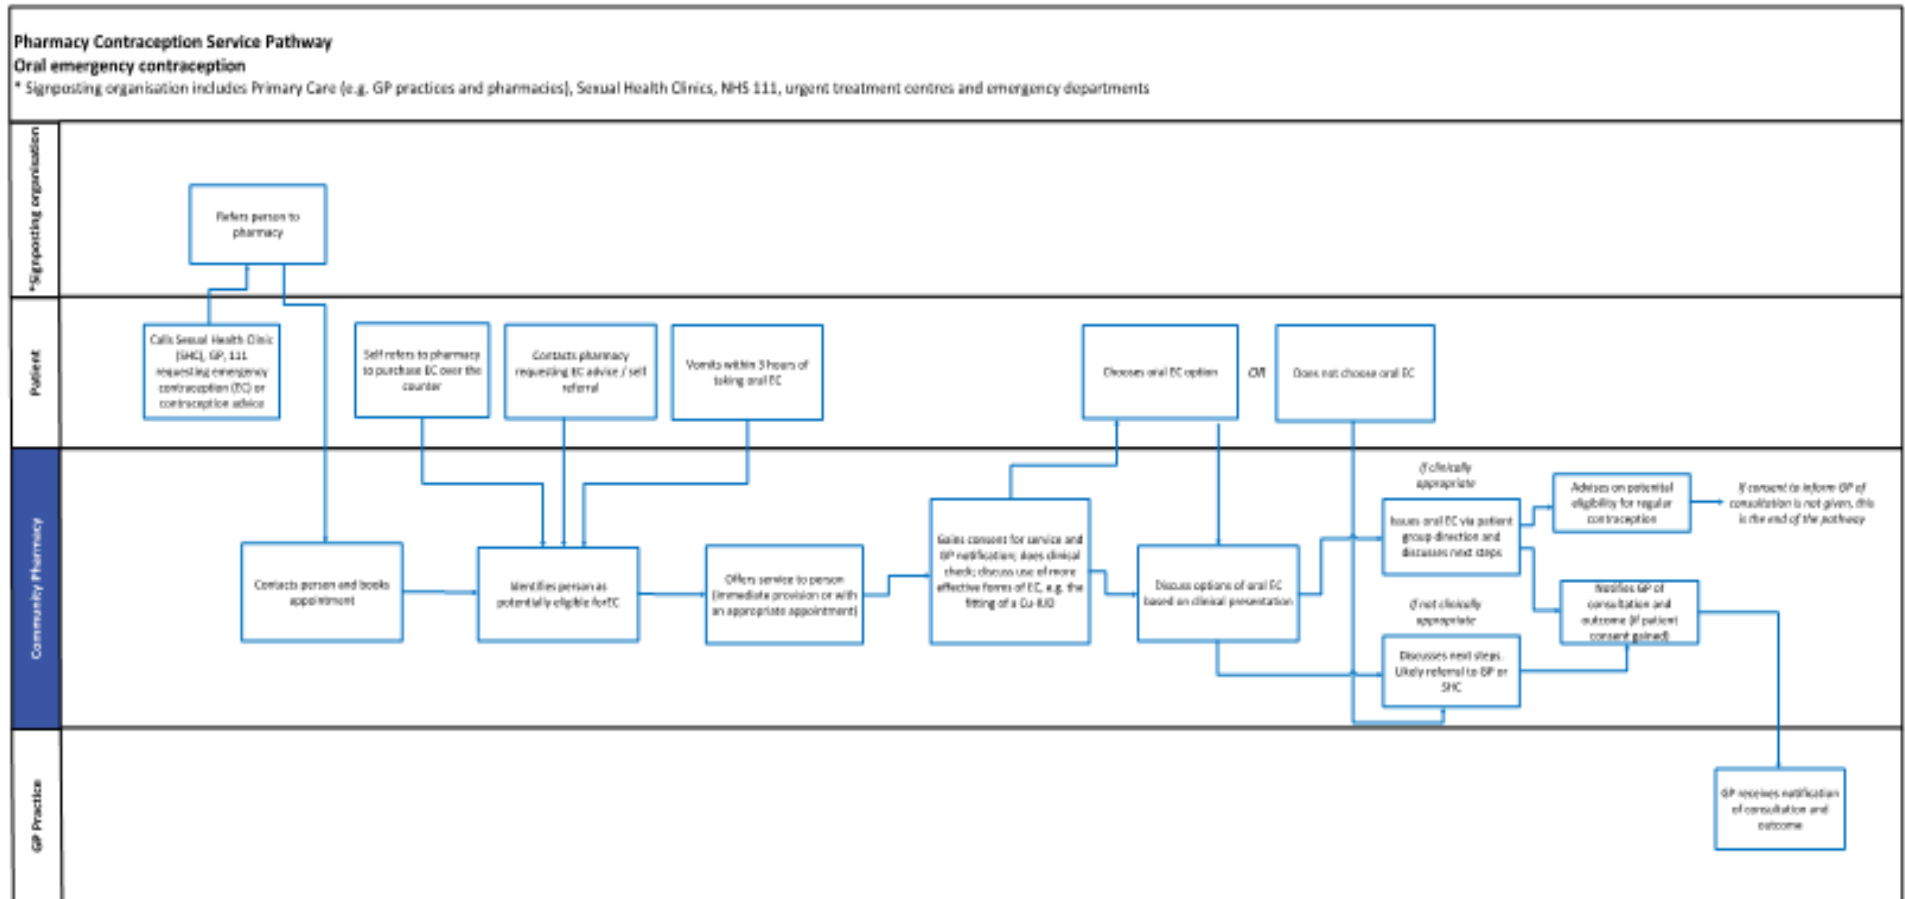 Pharmacy Contraception Service Pathway
Oral emergency contraception
* Signposting organisation includes Primary Care (e.g. GP practices and pharmacies), Sexual Health Clinics, NHS 111, urgent treatment centres and emergency departments
*Signposting organisation
Refers person to
pharmacy
Patient
Calls Sexual Health Clinic
(SHC), GP, 111
requesting emergency
contraception (EC) or
contraception advice
Self refers to pharmacy
to purchase EC over the
counter
Contacts pharmacy
requesting EC advice / self
referral
Vomits within 3 hours of
taking oral EC
Chooses oral EC option
OR
Does not choose oral EC
Community Pharmacy
Contacts person and books
appointment
Identifies person as
potentially eligible for EC
Offers service to person
(immediate provision or with
an appropriate appointment)
Gains consent for service and
GP notification; does clinical
check; discuss use of more
effective forms of EC, e.g. the
fitting of a Cu-IUD
Discuss options of oral EC
based on clinical presentation
If clinically
appropriate
Issues oral EC via patient
group direction and
discusses next steps
If not clinically
appropriate
Discusses next steps.
Likely referral to GP or
SHC
Advises on potential
eligibility for regular
contraception
If consent to inform GP of
consultation is not given, this
is the end of the pathway
Notifies GP of
consultation and
outcome (if patient
consent gained)
GP Practice
GP receives notification
of consultation and
outcome